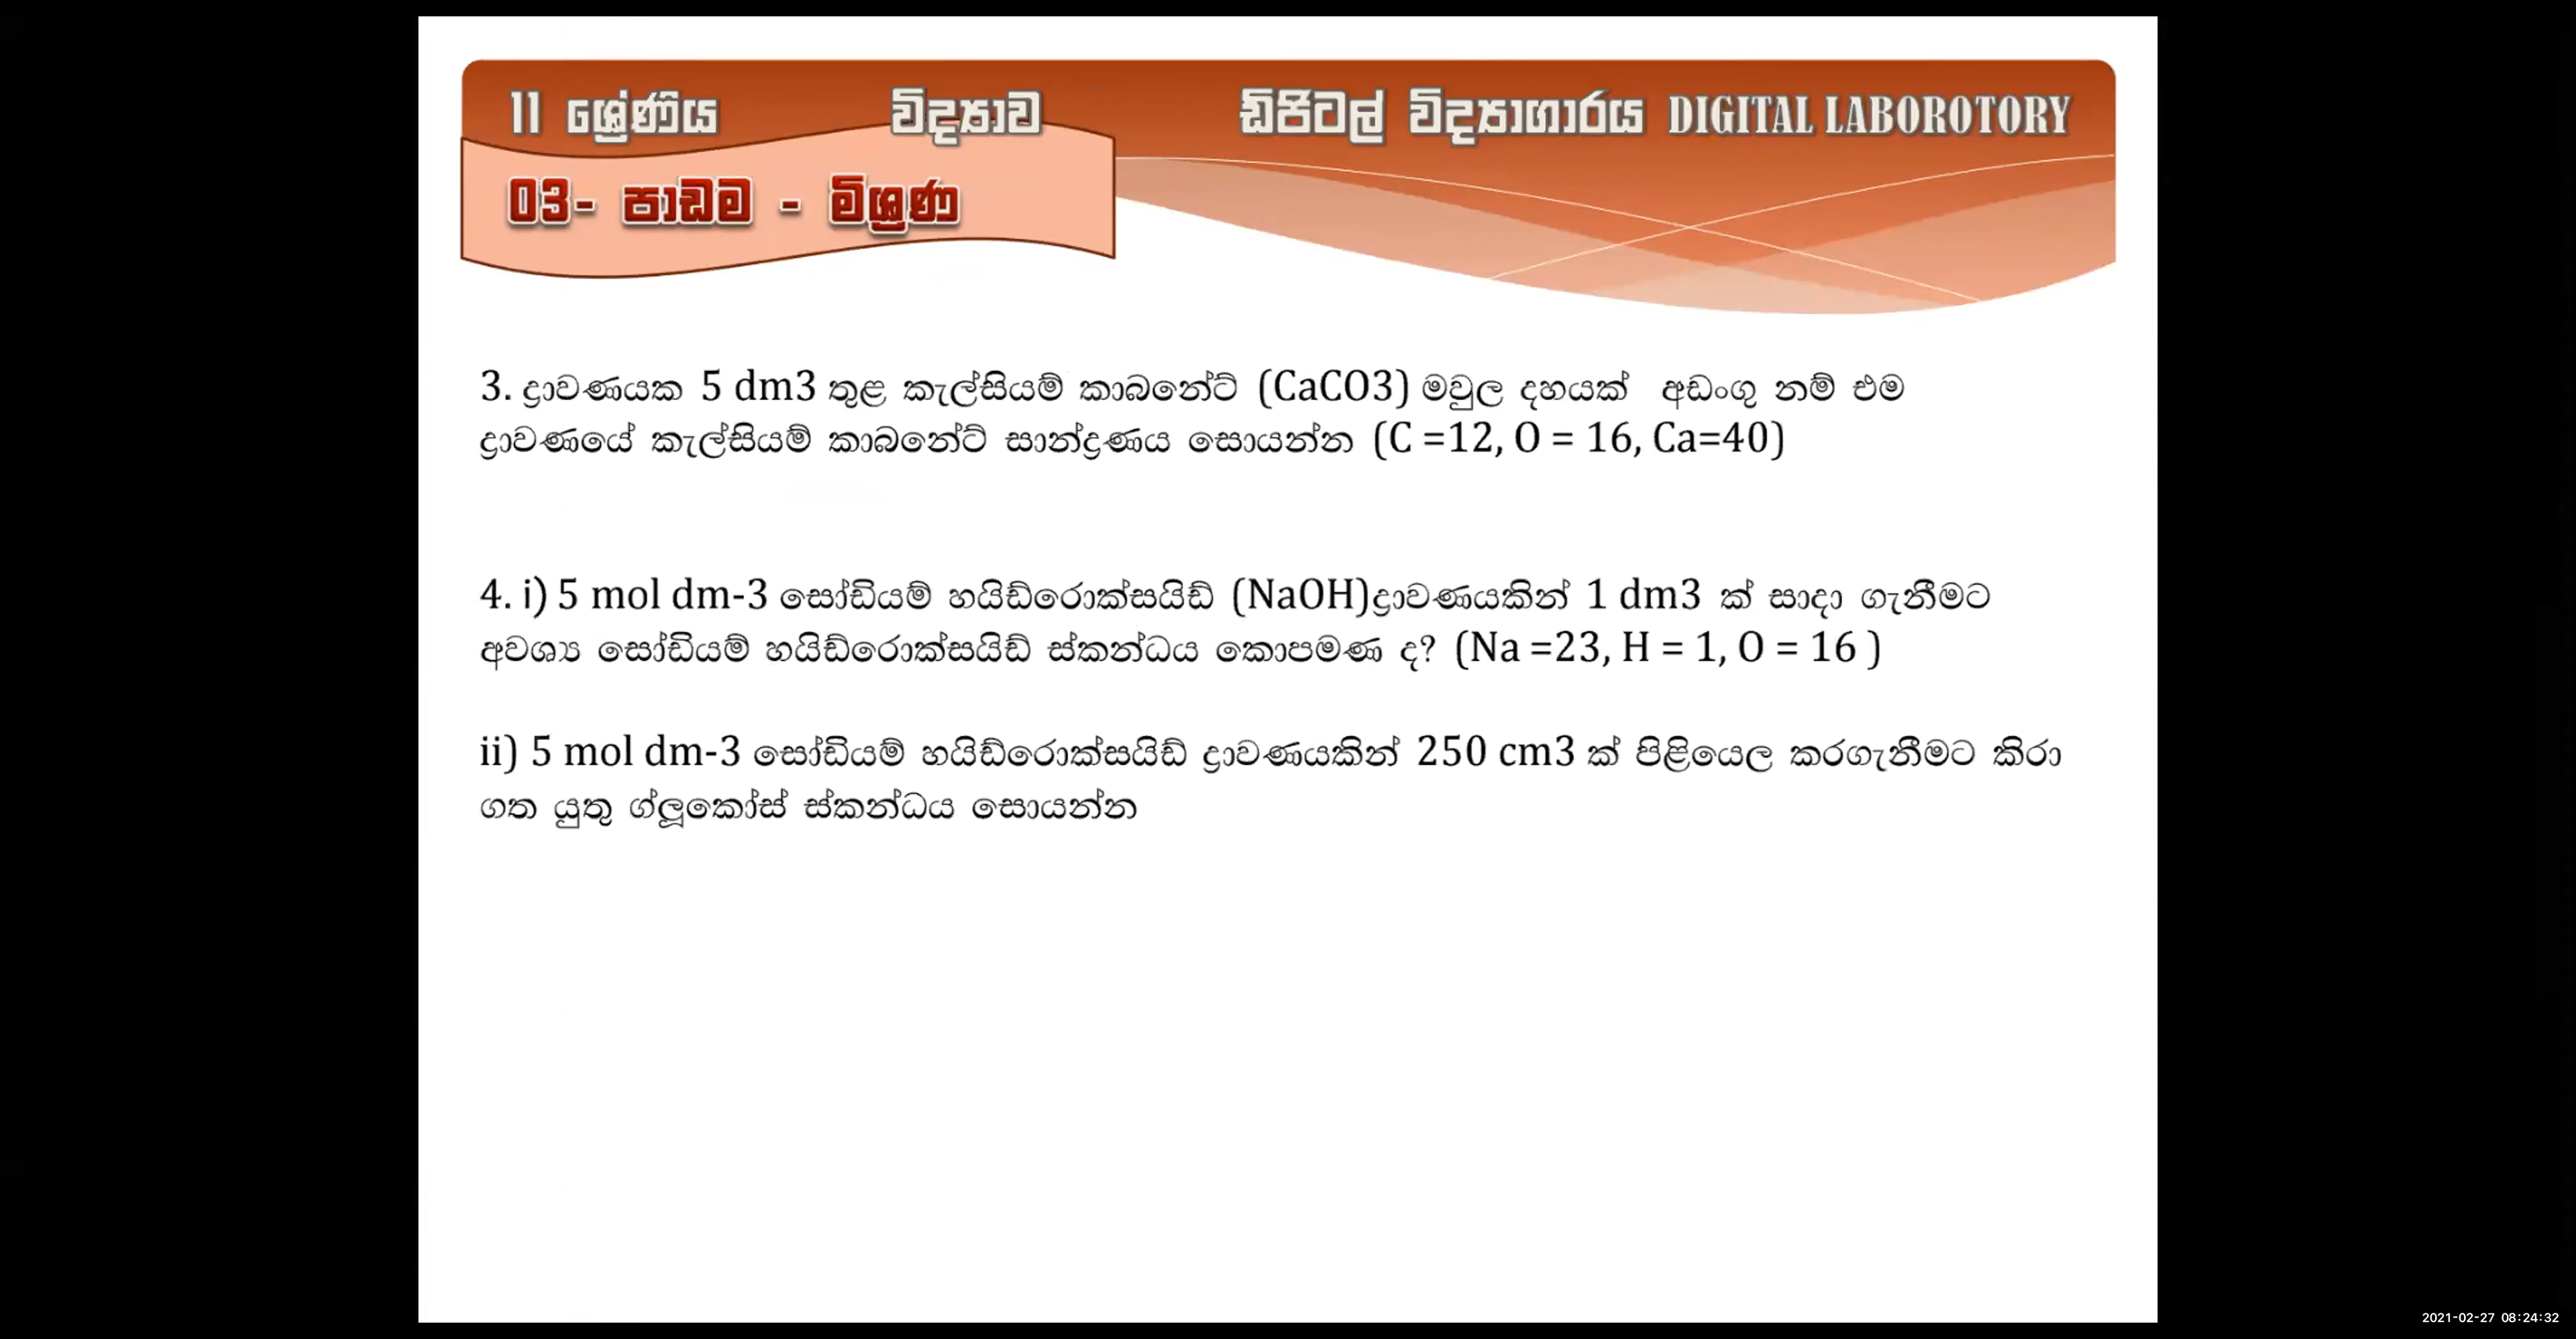 11 ශ්‍රේණිය විද්‍යාව ඩිජිටල් විද්‍යාගාරය DIGITAL LABOROTORY
03- පාඩම - මිශ්‍රණ
3. ද්‍රාවණයක 5 dm3 තුළ කැල්සියම් කාබනේට් (CaCO3) මවුල දහයක් අඩංගු නම් එම
ද්‍රාවණයේ කැල්සියම් කාබනේට් සාන්ද්‍රණය සොයන්න (C =12, O = 16, Ca=40)
4. i) 5 mol dm-3 සෝඩියම් හයිඩ්රොක්සයිඩ් (NaOH)ද්‍රාවණයකින් 1 dm3 ක් සාදා ගැනීමට
අවශ්‍ය සෝඩියම් හයිඩ්රොක්සයිඩ් ස්කන්ධය කොපමණ ද? (Na =23, H = 1, O = 16 )
ii) 5 mol dm-3 සෝඩියම් හයිඩ්රොක්සයිඩ් ද්‍රාවණයකින් 250 cm3 ක් පිළියෙල කරගැනීමට කිරා
ගත යුතු ග්ලූකෝස් ස්කන්ධය සොයන්න
2021-02-27 08:24:32